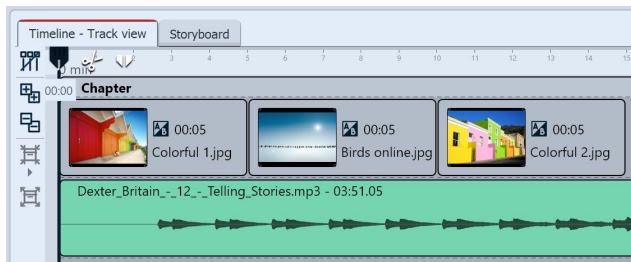 Timeline - Track view
Storyboard
2 3 4 5 6 7 8 9 10 11 12 13 14 15
0 min
00:00
Chapter
00:05
Colorful 1.jpg
00:05
Birds online.jpg
00:05
Colorful 2.jpg
Dexter_Britain_-_12_-_Telling_Stories.mp3 - 03:51.05